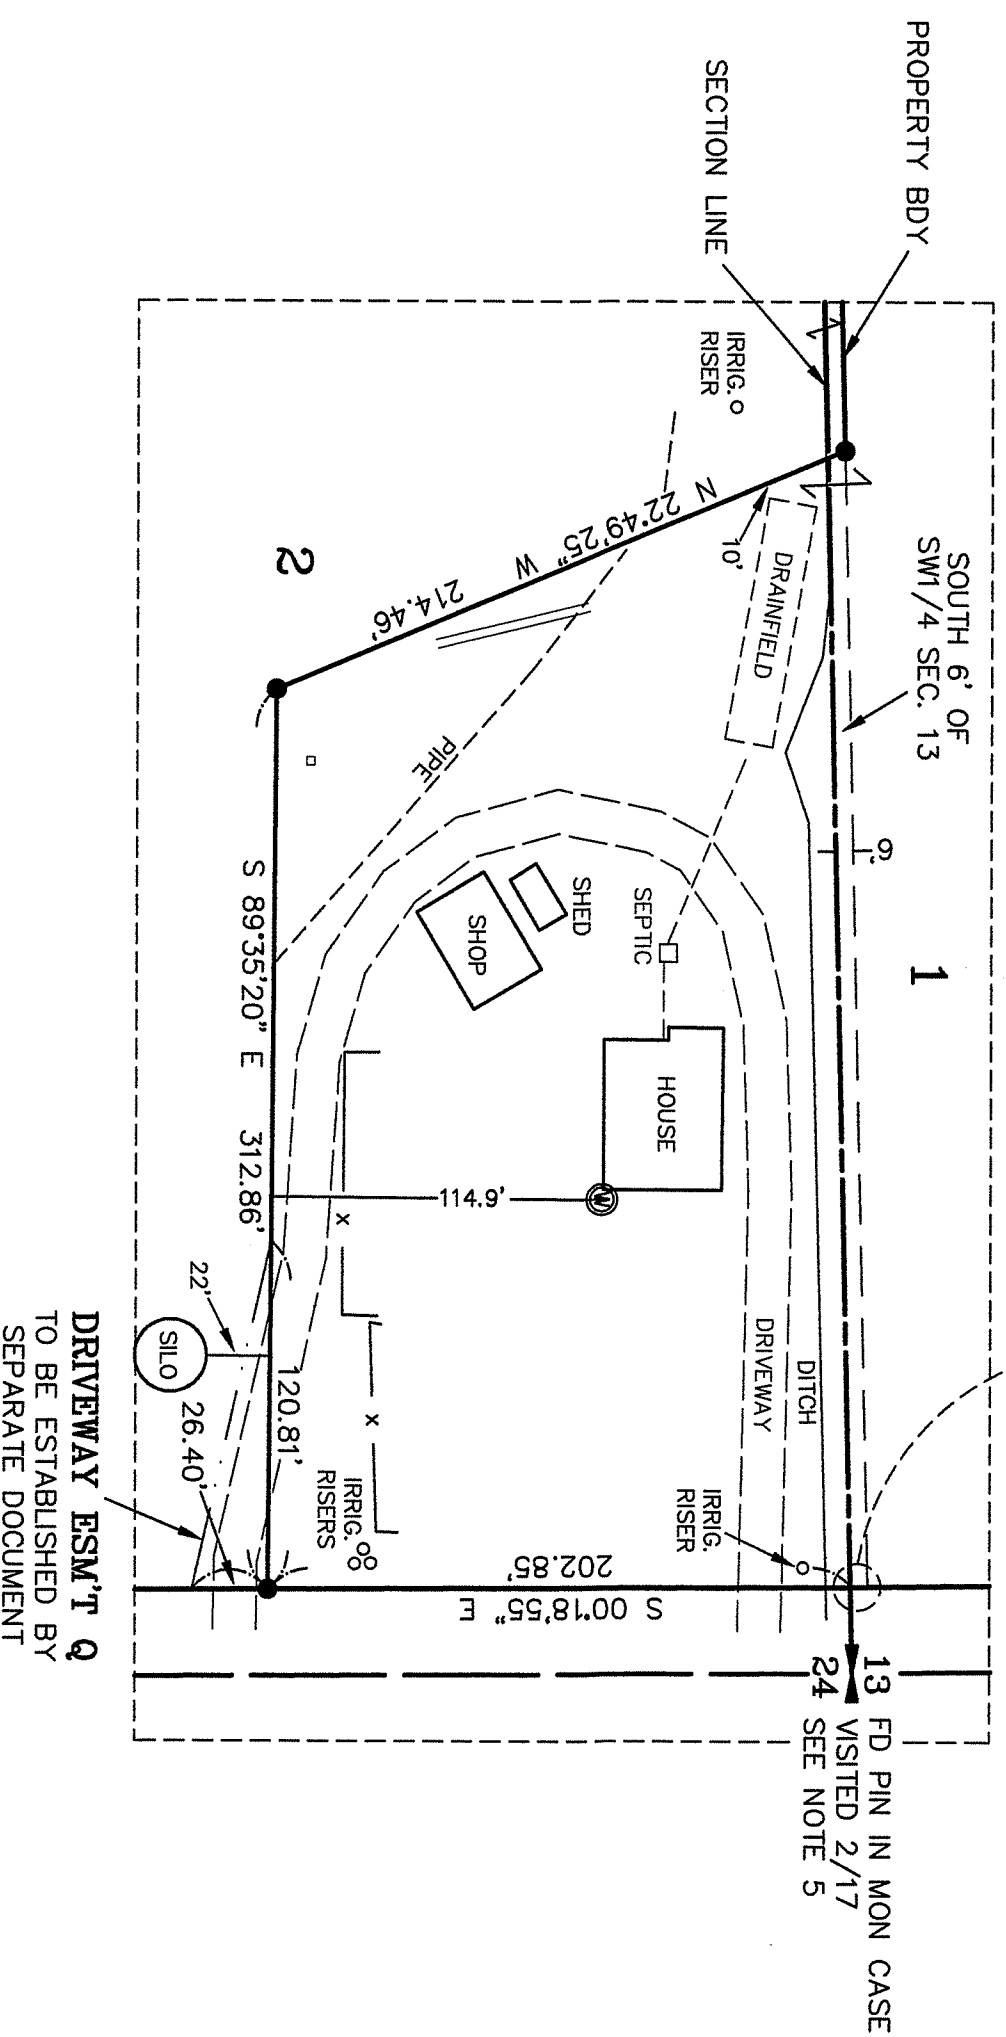 PROPERTY BDY
SECTION LINE
SOUTH 6' OF
SW1/4 SEC. 13
1
6'
IRRIG.
RISER
10'
DRAINFIELD
N 22°49'25" W 214.46'
2
PIPE
SHED
SHOP
SEPTIC
HOUSE
W
114.9'
S 89°35'20" E 312.86'
X
X
DRIVEWAY
DITCH
22'
SILO
120.81'
26.40'
IRRIG.
RISERS
IRRIG.
RISER
202.85'
S 00°18'55" E
DRIVEWAY ESM'T Q
TO BE ESTABLISHED BY
SEPARATE DOCUMENT
13
24
FD PIN IN MON CASE
VISITED 2/17
SEE NOTE 5